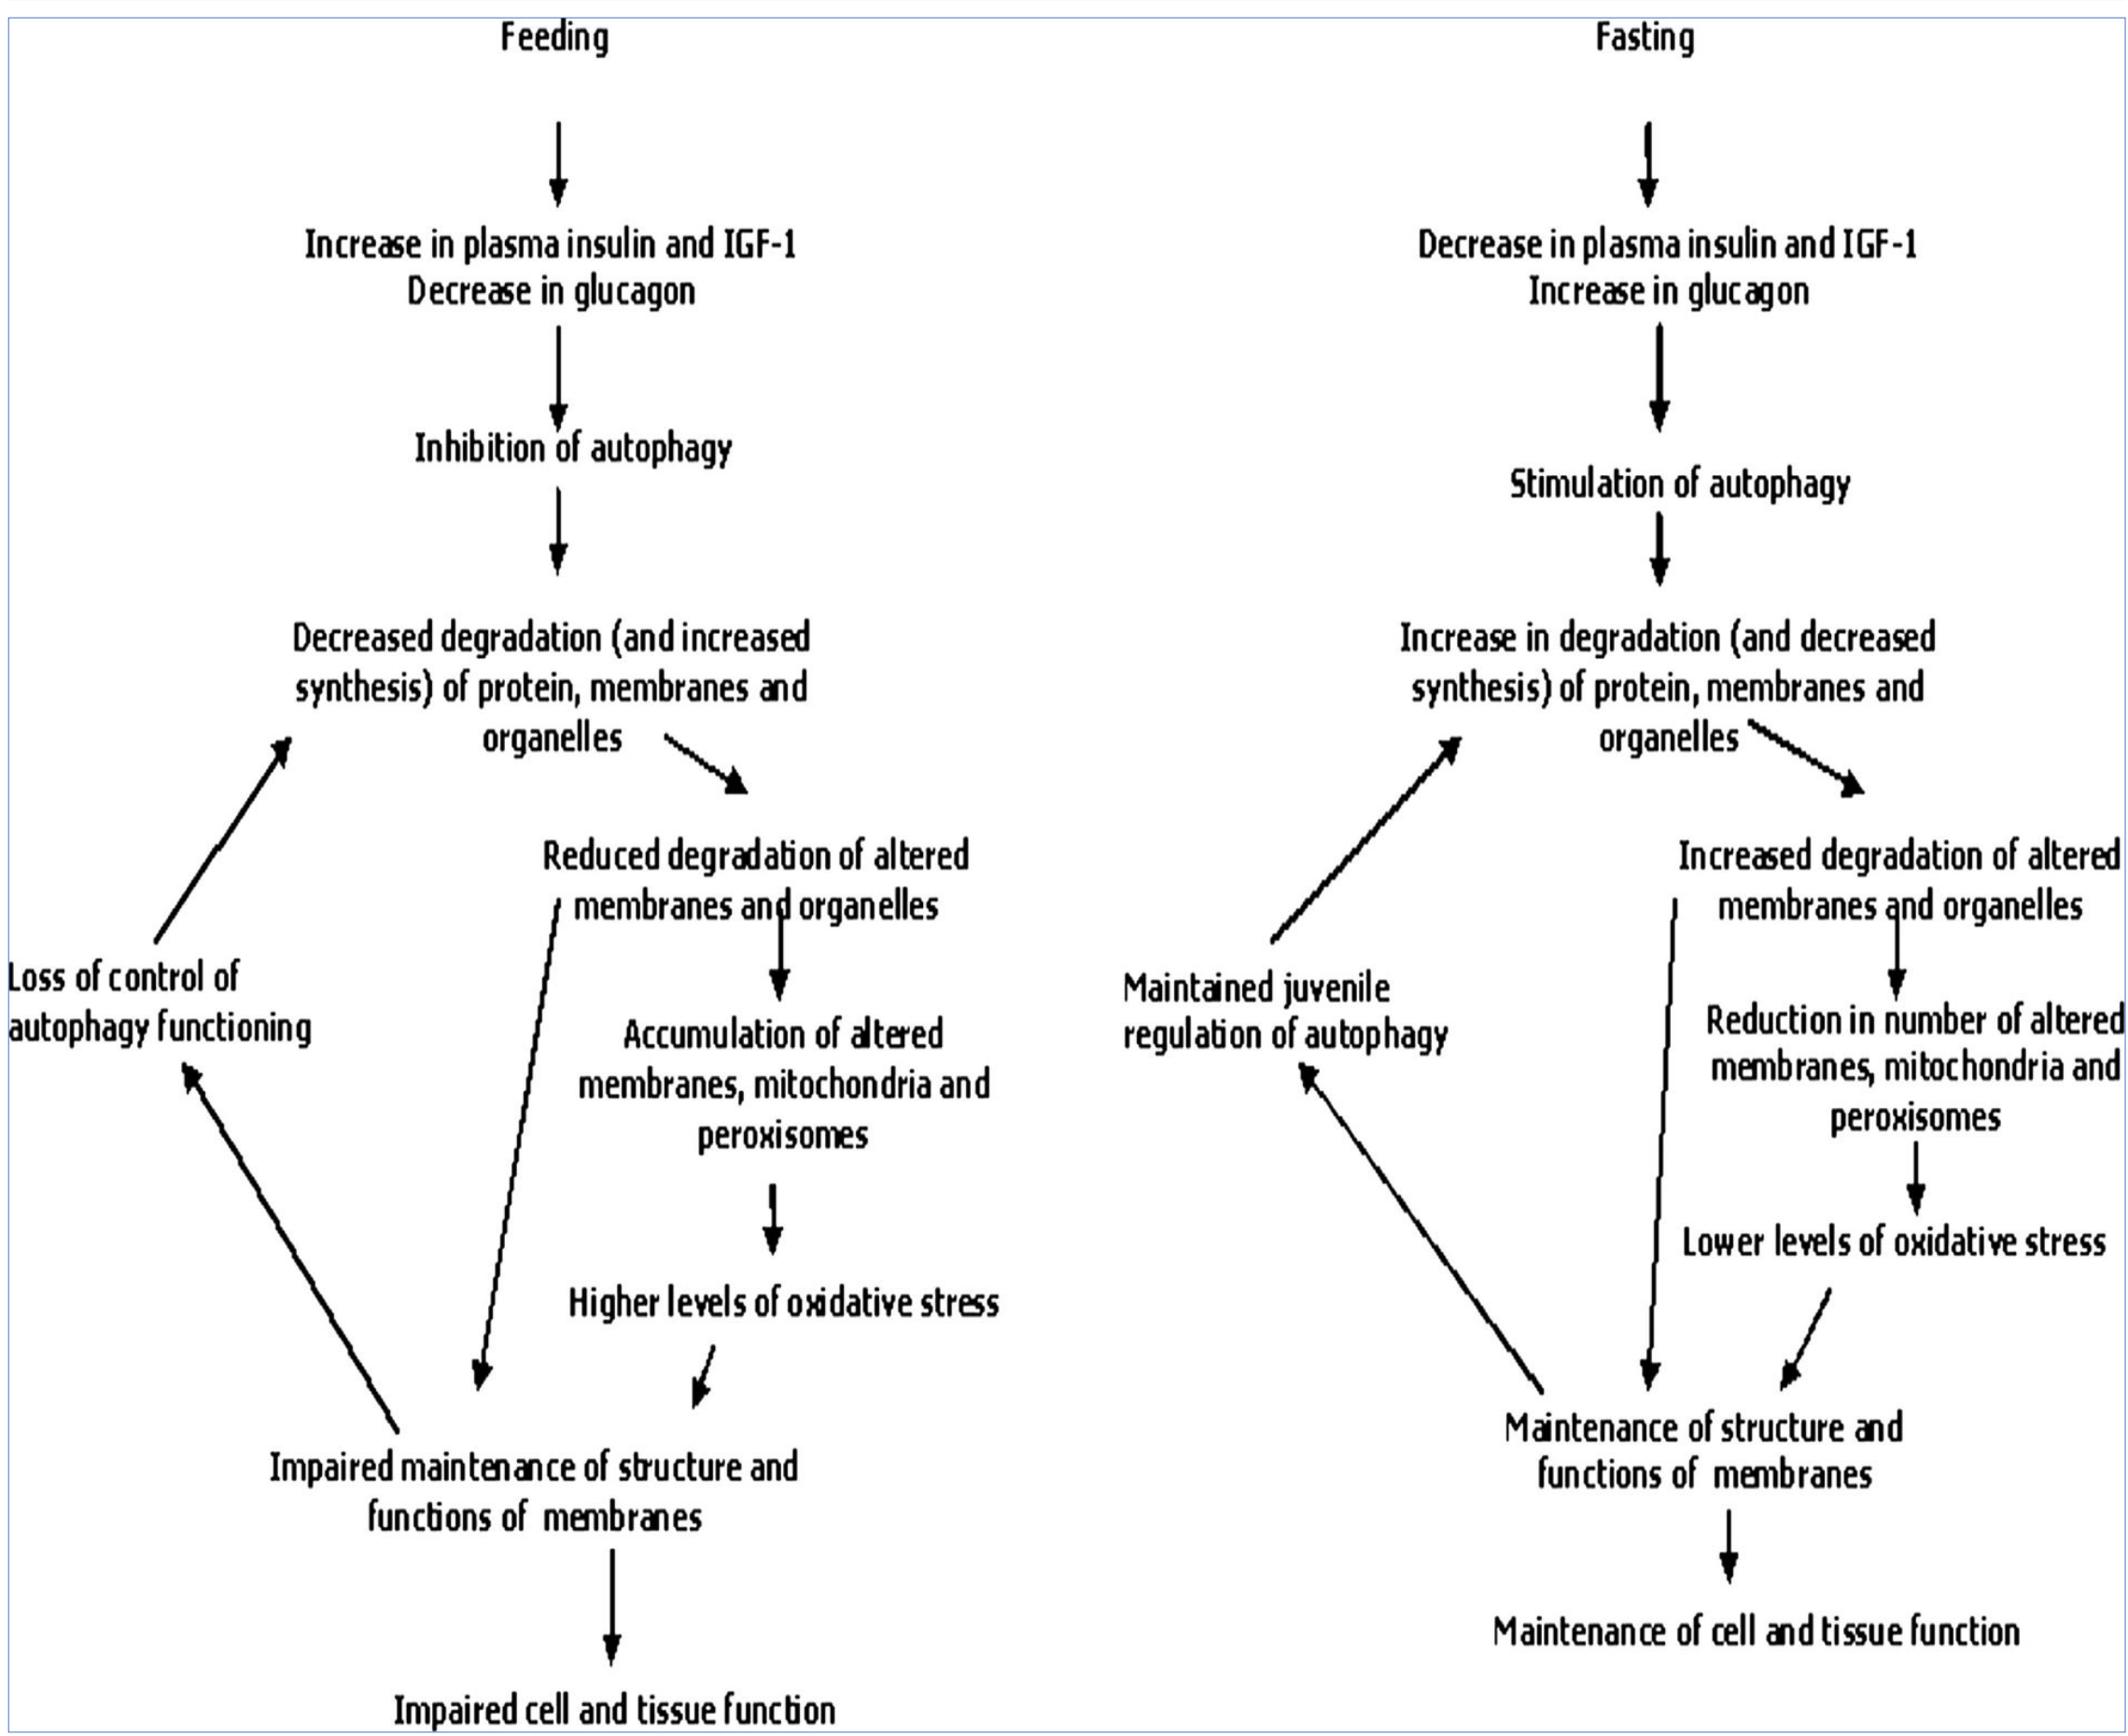 Feeding
Increase in plasma insulin and IGF-1
Decrease in glucagon
Inhibition of autophagy
Decreased degradation (and increased
synthesis) of protein, membranes and
organelles
Reduced degradation of altered
membranes and organelles
Loss of control of
autophagy functioning
Accumulation of altered
membranes, mitochondria and
peroxisomes
Higher levels of oxidative stress
Impaired maintenance of structure and
functions of membranes
Impaired cell and tissue function
Fasting
Decrease in plasma insulin and IGF-1
Increase in glucagon
Stimulation of autophagy
Increase in degradation (and decreased
synthesis) of protein, membranes and
organelles
Increased degradation of altered
membranes and organelles
Maintained juvenile
regulation of autophagy
Reduction in number of altered
membranes, mitochondria and
peroxisomes
Lower levels of oxidative stress
Maintenance of structure and
functions of membranes
Maintenance of cell and tissue function